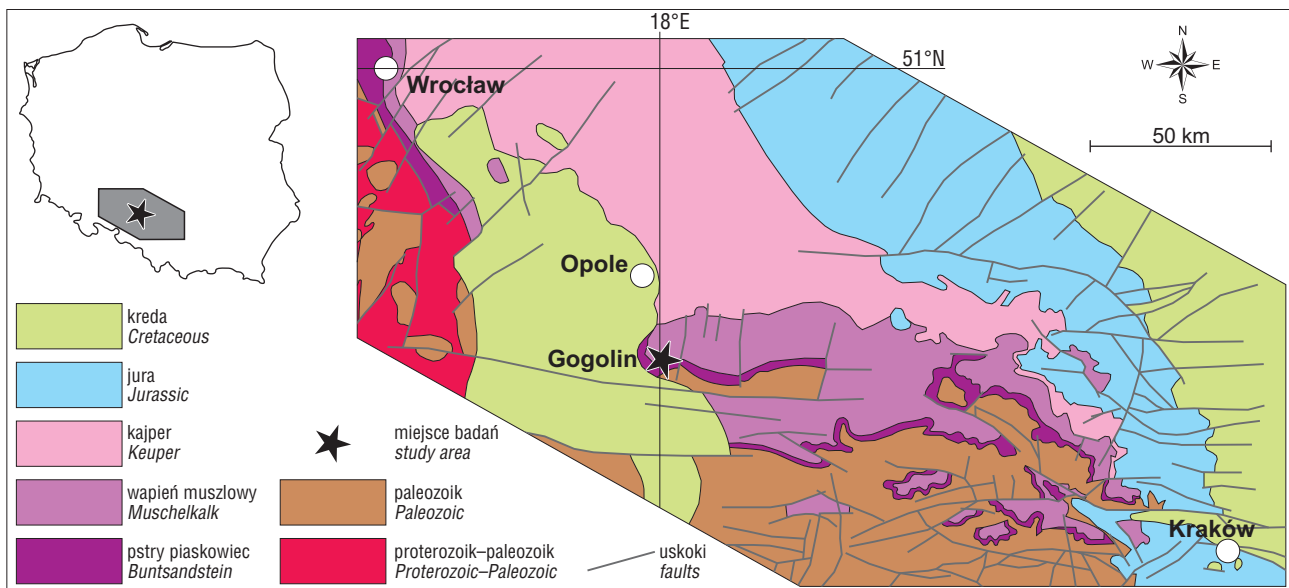 18°E
51°N
N
W E
S
50 km
Wrocław
Opole
Gogolin
Kraków
kreda
Cretaceous
jura
Jurassic
kajper
Keuper
wapień muszlowy
Muschelkalk
pstry piaskowiec
Buntsandstein
miejsce badań
study area
paleozoik
Paleozoic
proterozoik–paleozoik
Proterozoic–Paleozoic
uskoki
faults